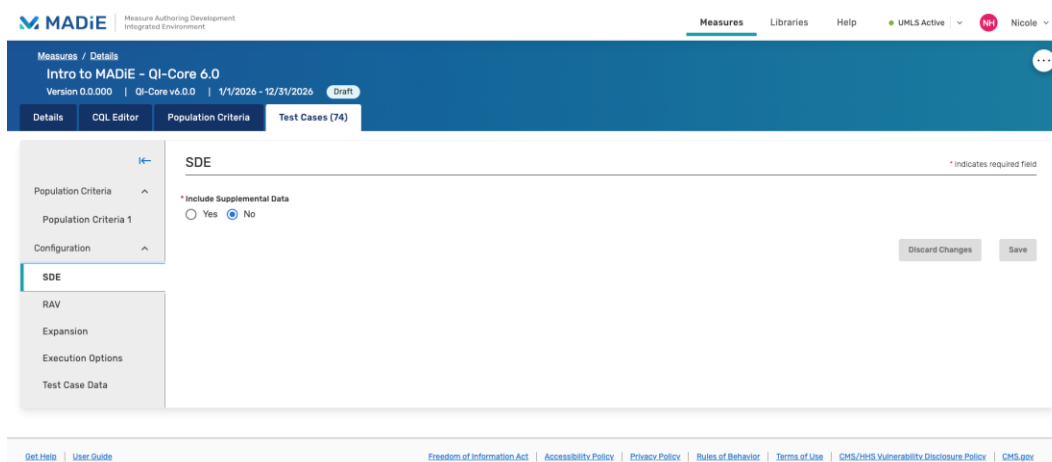 MADiE
Measure Authoring Development
Integrated Environment
Measures
Libraries
Help
UMLS Active
NH
Nicole
Measures / Details
Intro to MADiE - QI-Core 6.0
Version 0.0.000 | QI-Core v6.0.0 | 1/1/2026 - 12/31/2026 Draft
Details
CQL Editor
Population Criteria
Test Cases (74)
Population Criteria
Population Criteria 1
Configuration
SDE
RAV
Expansion
Execution Options
Test Case Data
SDE
* Indicates required field
* Include Supplemental Data
Yes No
Discard Changes
Save
Get Help | User Guide
Freedom of Information Act | Accessibility Policy | Privacy Policy | Rules of Behavior | Terms of Use | CMS/HHS Vulnerability Disclosure Policy | CMS.gov